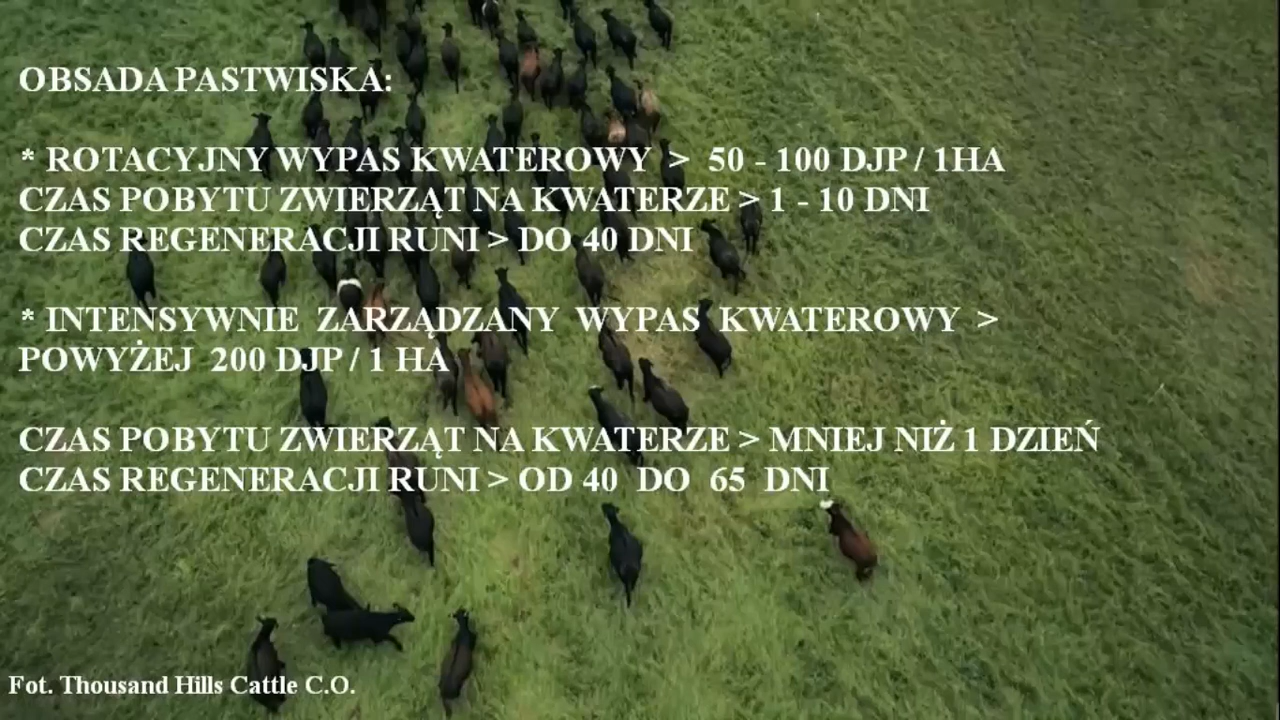 OBSADA PASTWISKA:
* ROTACYJNY WYPAS KWATEROWY > 50 - 100 DJP / 1HA
CZAS POBYTU ZWIERZĄT NA KWATERZE > 1 - 10 DNI
CZAS REGENERACJI RUNI > DO 40 DNI
* INTENSYWNIE ZARZĄDZANY WYPAS KWATEROWY >
POWYŻEJ 200 DJP / 1 HA
CZAS POBYTU ZWIERZĄT NA KWATERZE > MNIEJ NIŻ 1 DZIEŃ
CZAS REGENERACJI RUNI > OD 40 DO 65 DNI
Fot. Thousand Hills Cattle C.O.